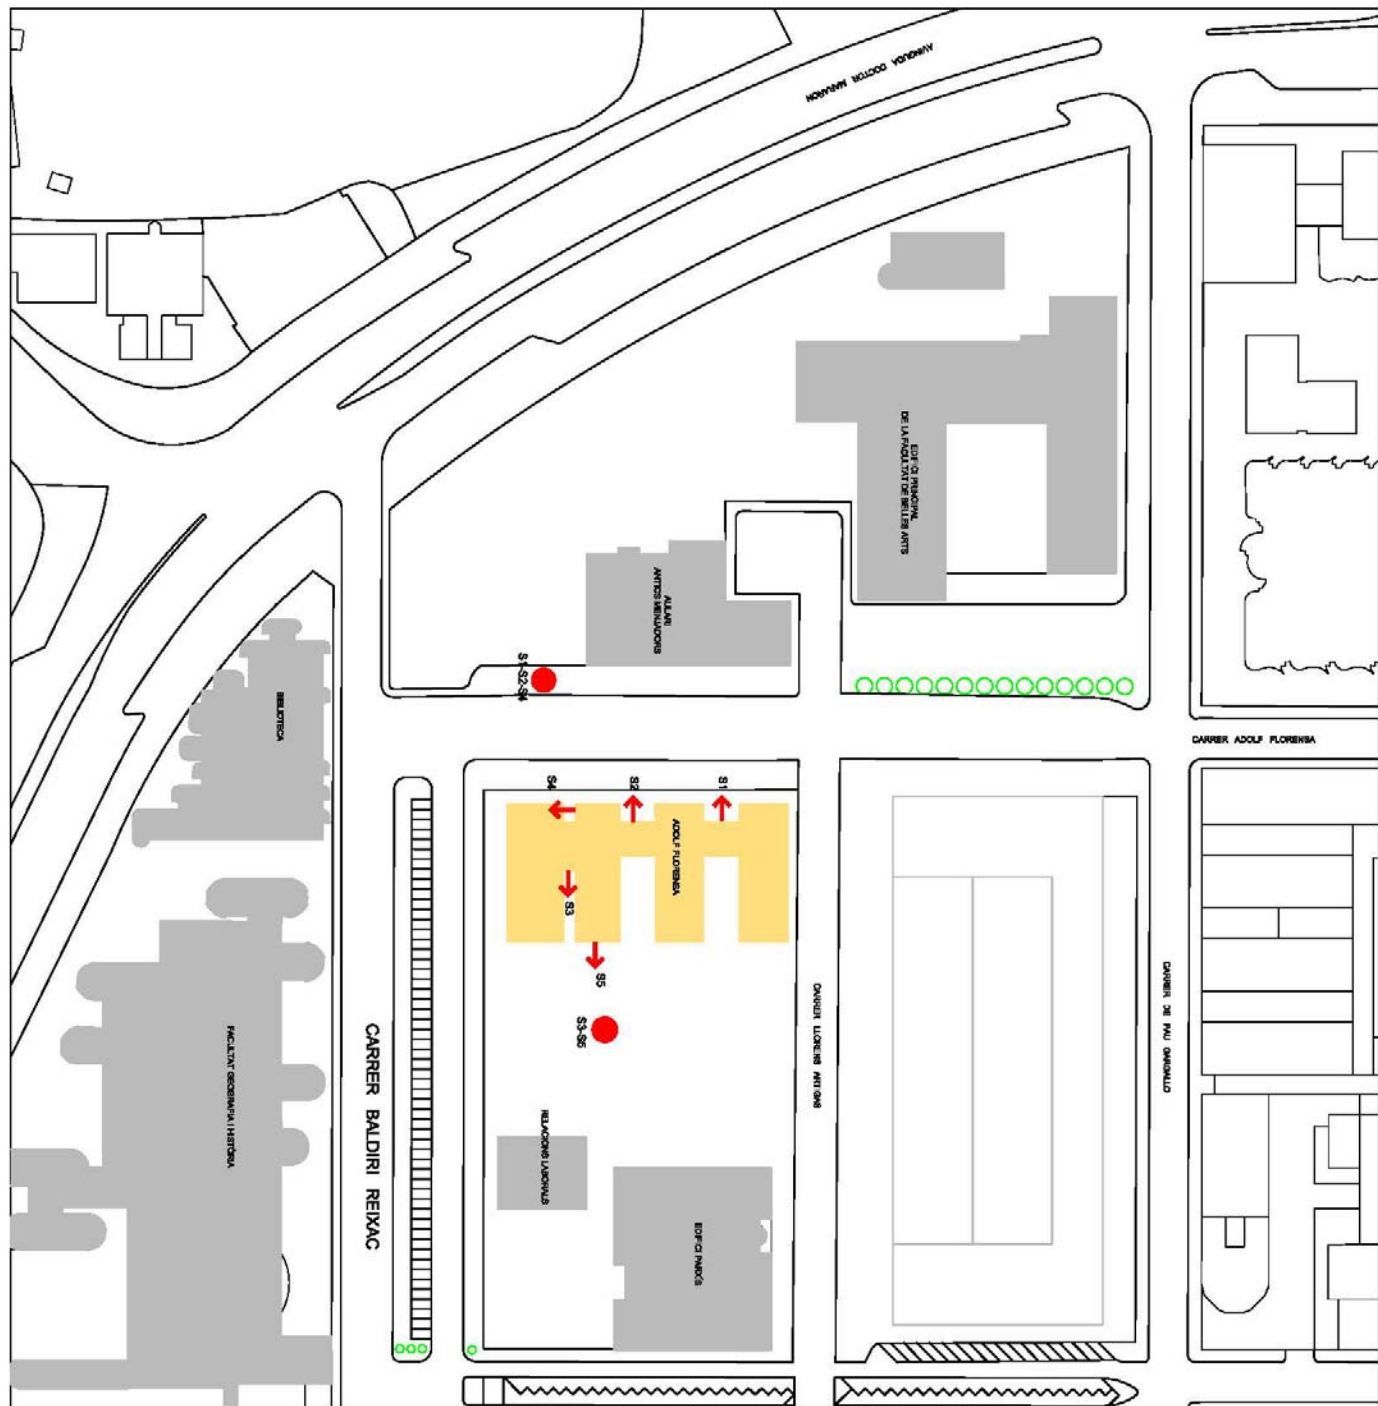 AVINGUDA DOCTOR MARAÑON
EDIFICI PRINCIPAL
DE LA FACULTAT DE BELLES ARTS
AULARI
ANTICS MENJADORS
S1-S2-S4
BIBLIOTECA
CARRER ADOLF FLORENSA
S4
S2
S1
ADOLF FLORENSA
S3
S5
S3-S5
CARRER LLORENS ARTIGAS
CARRER DE PAU GARGALLO
CARRER BALDIRI REIXAC
FACULTAT GEOGRAFIA I HISTÒRIA
RELACIONS LABORALS
EDIFICI PARXÍS